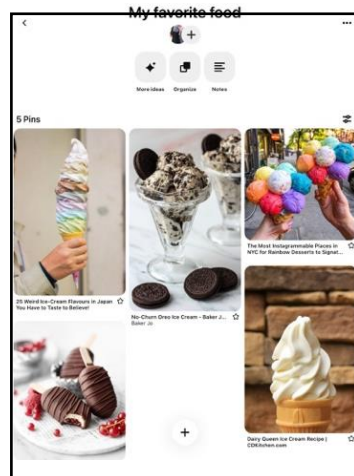 My favorite food
More ideas
Organize
Notes
5 Pins
25 Weird Ice-Cream Flavours in Japan
You Have to Taste to Believe!
No-Churn Oreo Ice Cream - Baker J...
Baker Jo
The Most Instagrammable Places in
NYC for Rainbow Desserts to Signat...
Dairy Queen Ice Cream Recipe |
CDKitchen.com